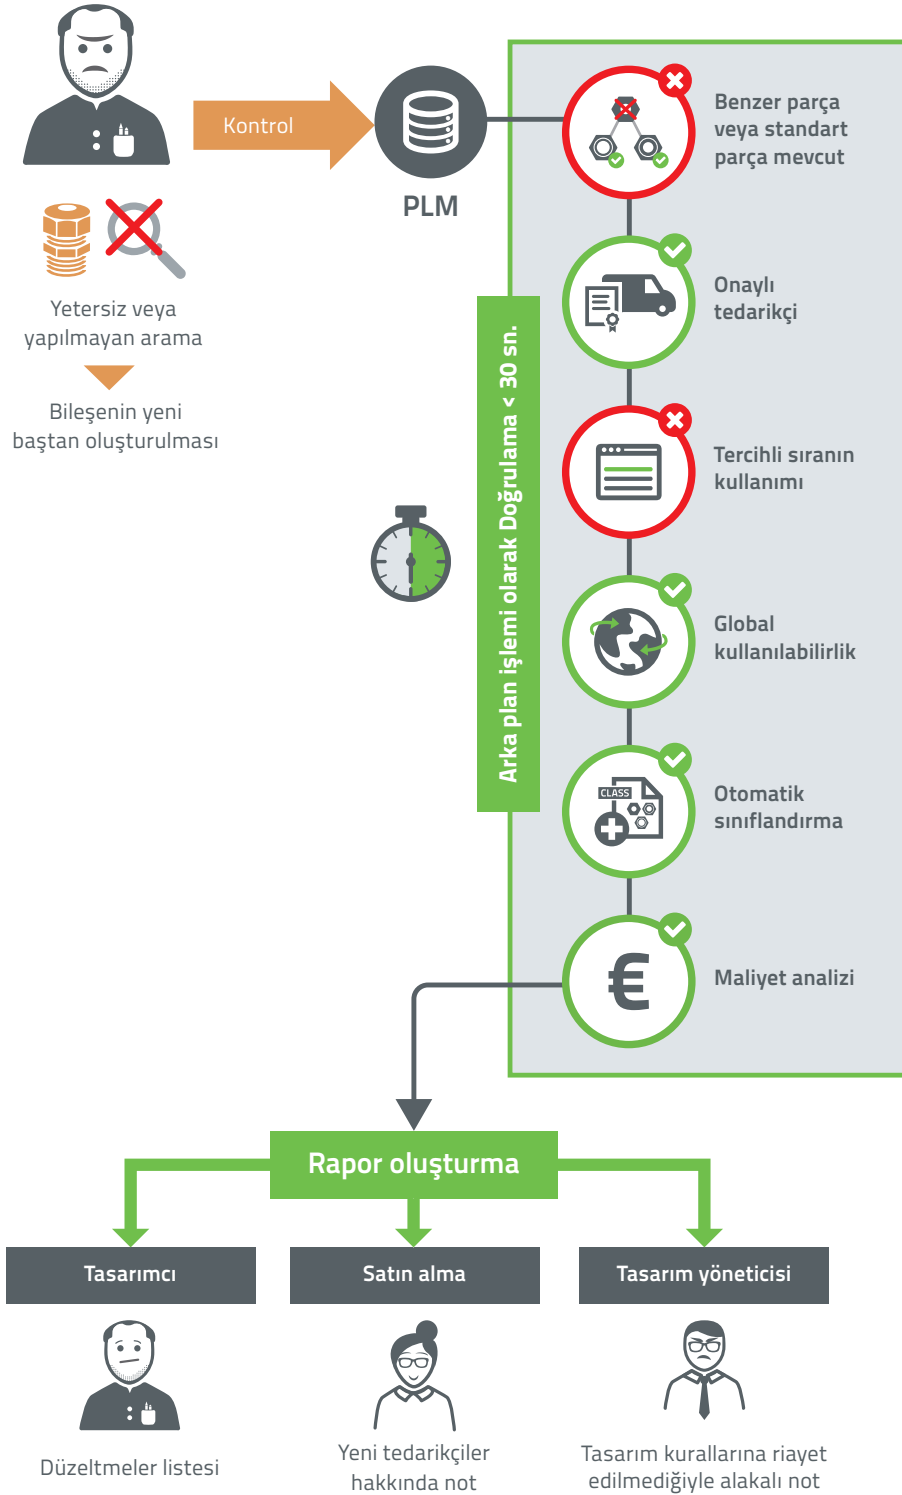 Kontrol
PLM
Yetersiz veya
yapılmayan arama
Bileşenin yeni
baştan oluşturulması
Arka plan işlemi olarak Doğrulama < 30 sn.
Benzer parça
veya standart
parça mevcut
Onaylı
tedarikçi
Tercihli sıranın
kullanımı
Global
kullanılabilirlik
CLASS
Otomatik
sınıflandırma
€
Maliyet analizi
Rapor oluşturma
Tasarımcı
Satın alma
Tasarım yöneticisi
Düzeltmeler listesi
Yeni tedarikçiler
hakkında not
Tasarım kurallarına riayet
edilmediğiyle alakalı not